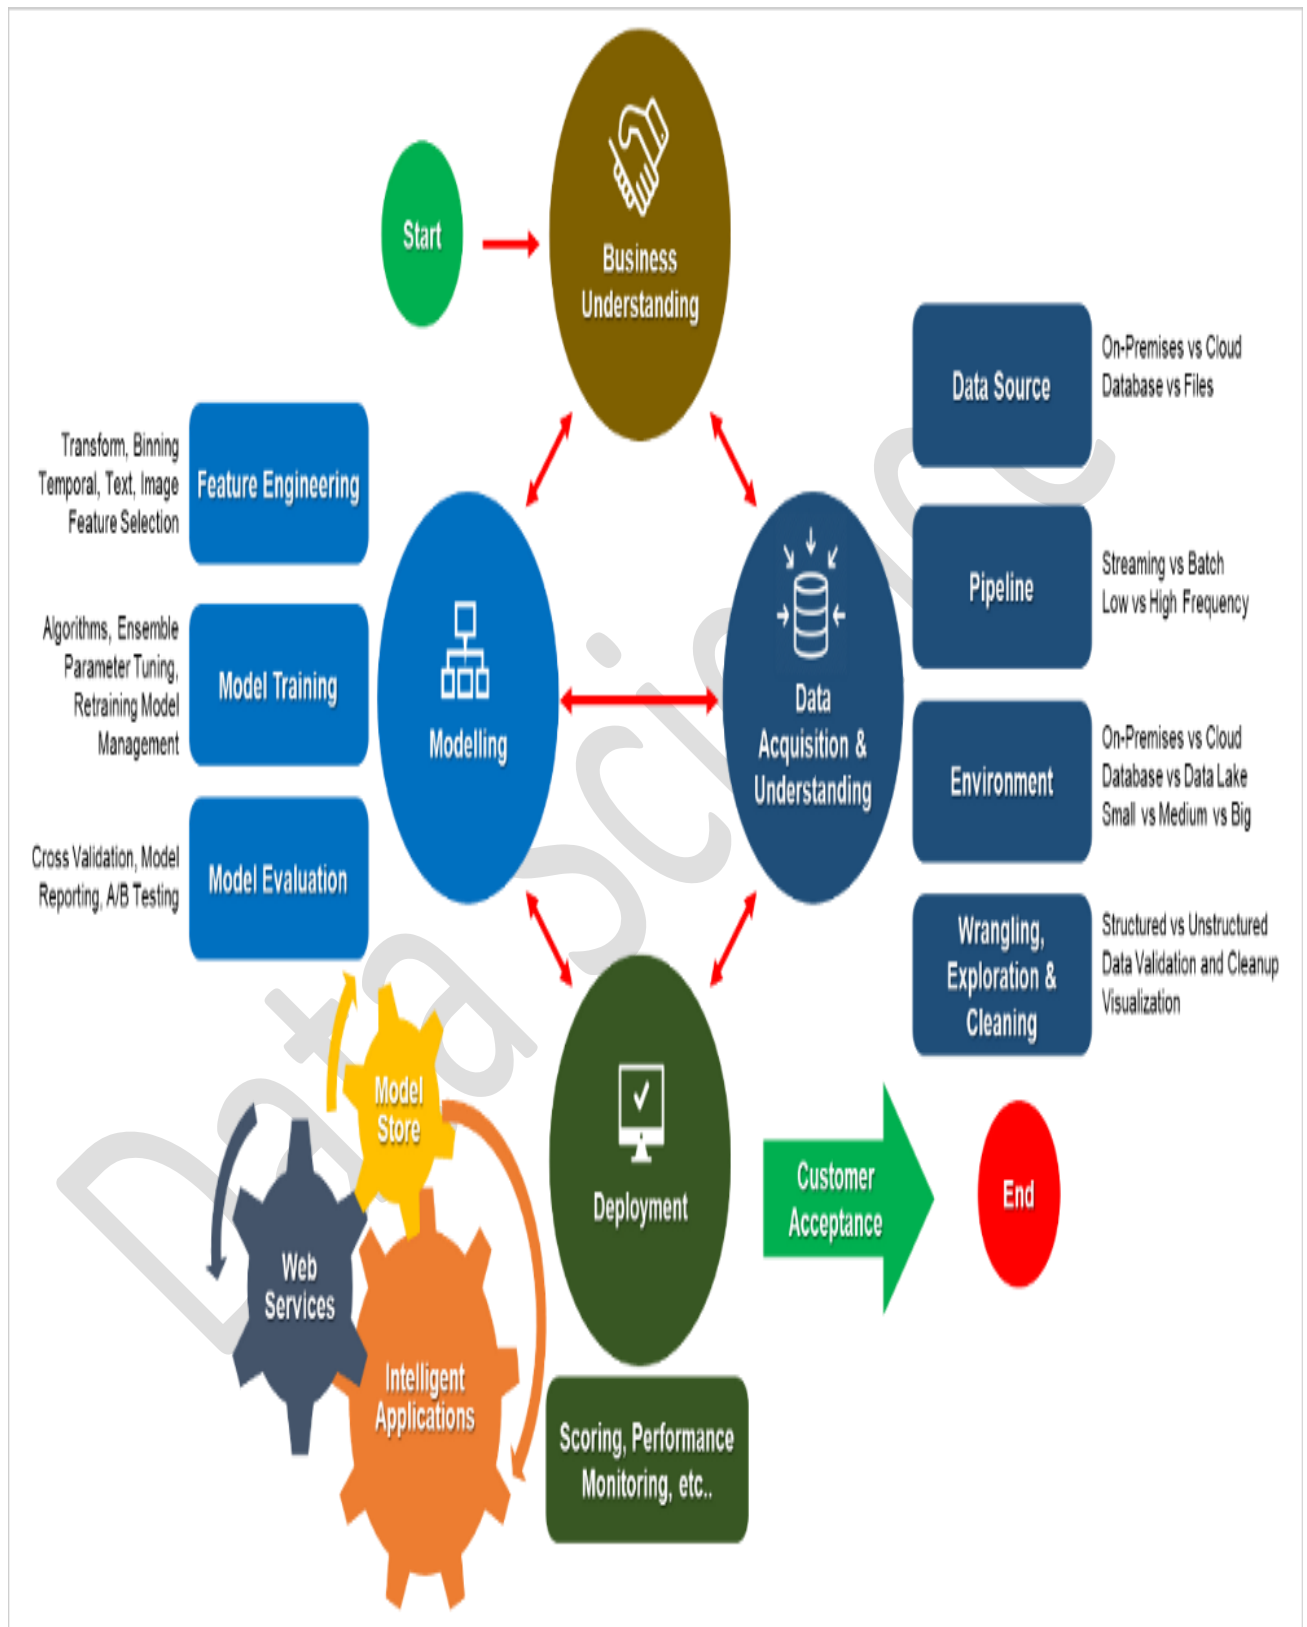 Start
Business
Understanding
Data Source
On-Premises vs Cloud
Database vs Files
Transform, Binning
Temporal, Text, Image
Feature Selection
Feature Engineering
Pipeline
Streaming vs Batch
Low vs High Frequency
Algorithms, Ensemble
Parameter Tuning,
Retraining Model
Management
Model Training
Modelling
Data
Acquisition &
Understanding
Environment
On-Premises vs Cloud
Database vs Data Lake
Small vs Medium vs Big
Cross Validation, Model
Reporting, A/B Testing
Model Evaluation
Wrangling,
Exploration &
Cleaning
Structured vs Unstructured
Data Validation and Cleanup
Visualization
Data Science
Model
Store
Web
Services
Intelligent
Applications
Deployment
Customer
Acceptance
End
Scoring, Performance
Monitoring, etc..